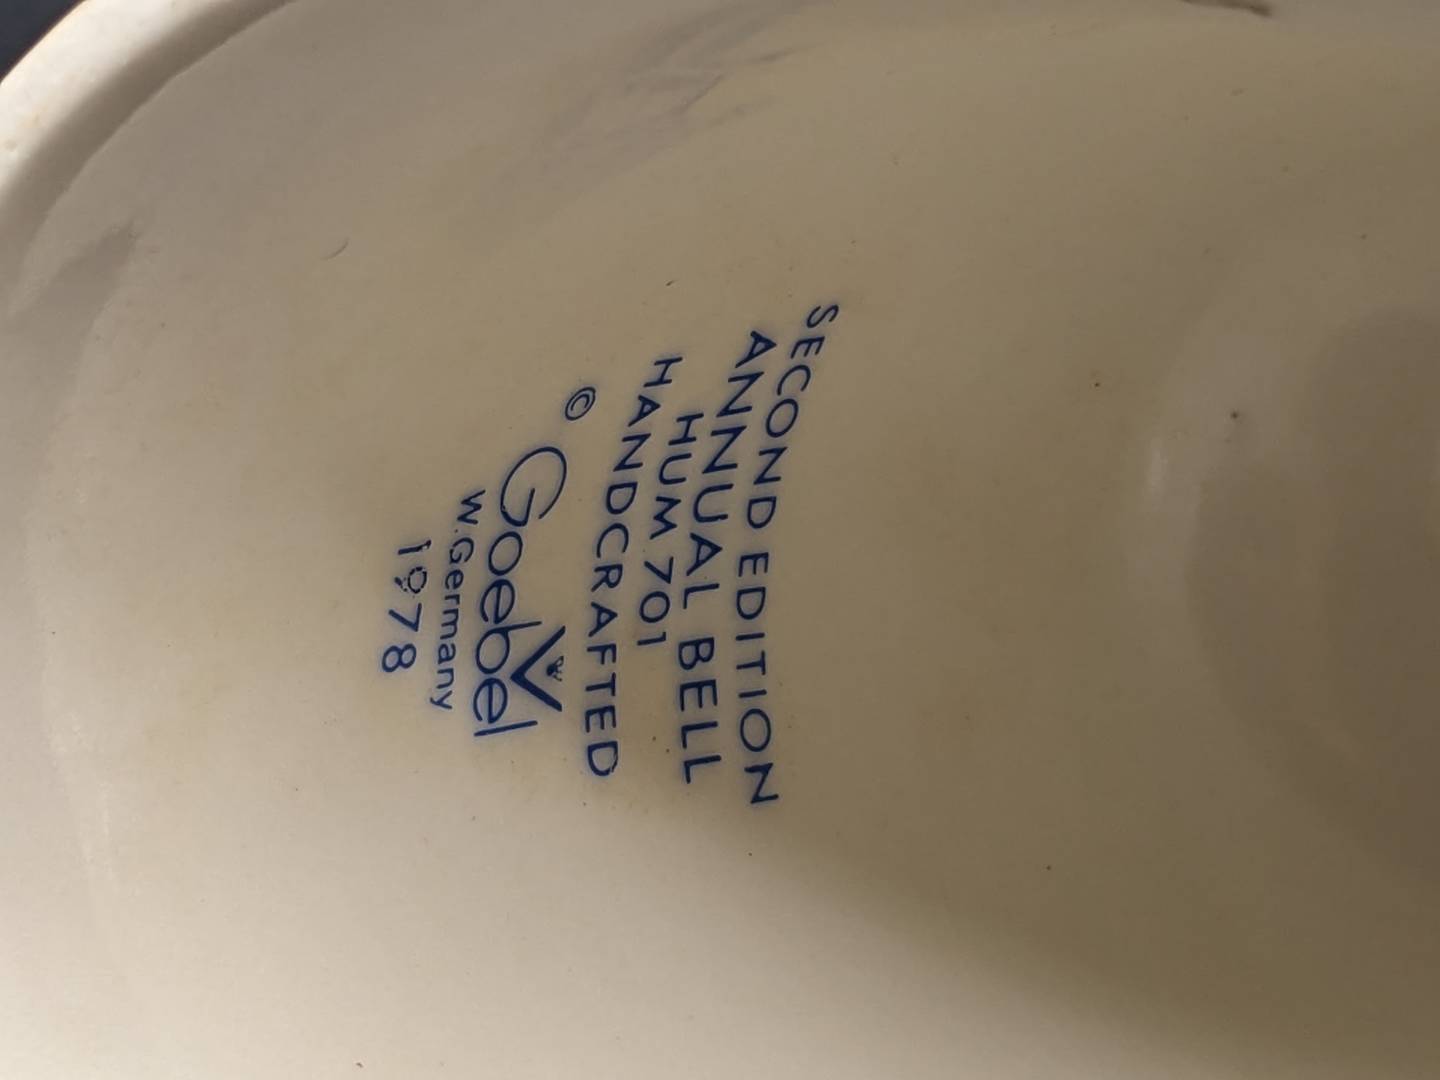 SECOND EDITION
ANNUAL BELL
HUM 701
HANDCRAFTED
© Goebel
W. Germany
1978